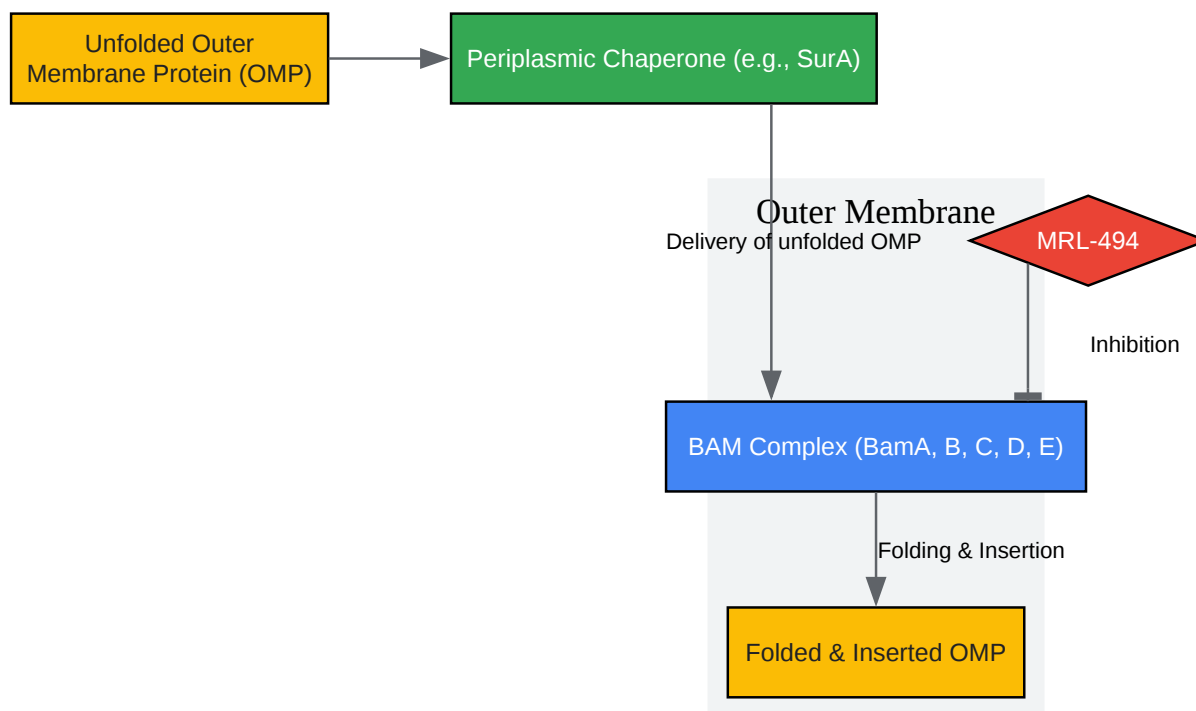 Unfolded Outer
Membrane Protein (OMP)
Periplasmic Chaperone (e.g., SurA)
Outer Membrane
Delivery of unfolded OMP
MRL-494
Inhibition
BAM Complex (BamA, B, C, D, E)
Folding & Insertion
Folded & Inserted OMP